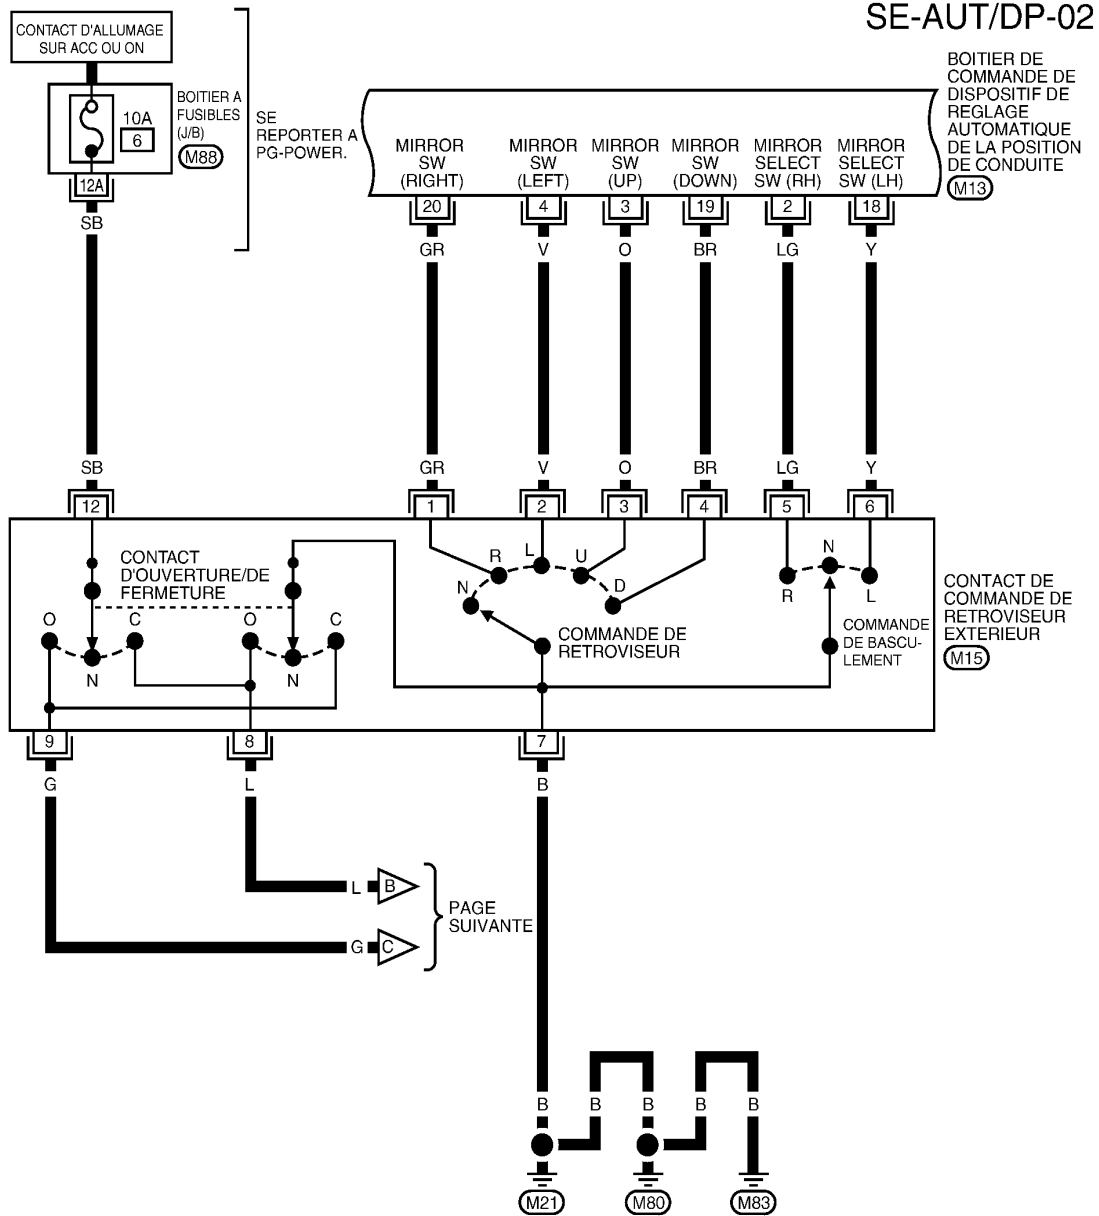 SE-AUT/DP-02
CONTACT D'ALLUMAGE
SUR ACC OU ON
10A
6
BOITIER A
FUSIBLES
(J/B)
M88
12A
SB
SE
REPORTER A
PG-POWER.
BOITIER DE
COMMANDE DE
DISPOSITIF DE
REGLAGE
AUTOMATIQUE
DE LA POSITION
DE CONDUITE
M13
MIRROR
SW
(RIGHT)
MIRROR
SW
(LEFT)
MIRROR
SW
(UP)
MIRROR
SW
(DOWN)
MIRROR
SELECT
SW (RH)
MIRROR
SELECT
SW (LH)
20 4 3 19 2 18
GR V O BR LG Y
SB GR V O BR LG Y
12 1 2 3 4 5 6
CONTACT
D'OUVERTURE/DE
FERMETURE
O C N
O C N
N R L U D
COMMANDE DE
RETROVISEUR
N
R L
COMMANDE
DE BASCU-
LEMENT
CONTACT DE
COMMANDE DE
RETROVISEUR
EXTERIEUR
M15
9 8 7
G L B
L B
G C
PAGE
SUIVANTE
B B B B B
M21 M80 M83